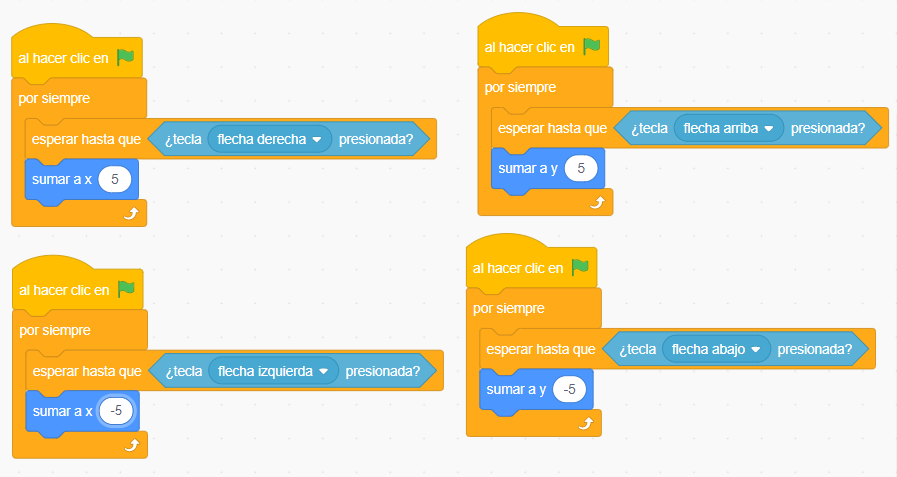 al hacer clic en
por siempre
esperar hasta que ¿tecla flecha derecha presionada?
sumar a x 5
al hacer clic en
por siempre
esperar hasta que ¿tecla flecha arriba presionada?
sumar a y 5
al hacer clic en
por siempre
esperar hasta que ¿tecla flecha izquierda presionada?
sumar a x -5
al hacer clic en
por siempre
esperar hasta que ¿tecla flecha abajo presionada?
sumar a y -5